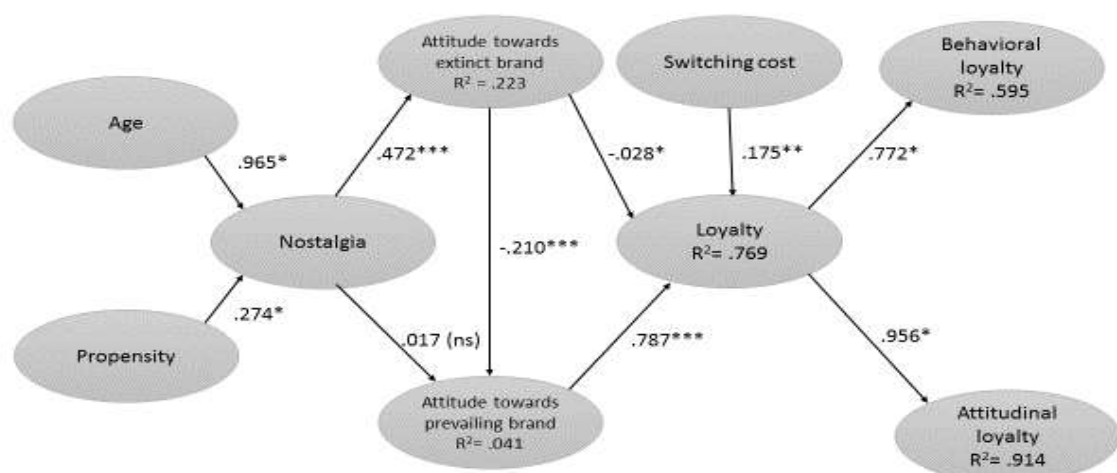 Attitude towards
extinct brand
R² = .223
Switching cost
Behavioral
loyalty
R²= .595
Age
.965*
.472***
-.028*
.175**
.772*
Nostalgia
Loyalty
R²= .769
-.210***
Propensity
.274*
.017 (ns)
.787***
.956*
Attitude towards
prevailing brand
R²= .041
Attitudinal
loyalty
R²= .914